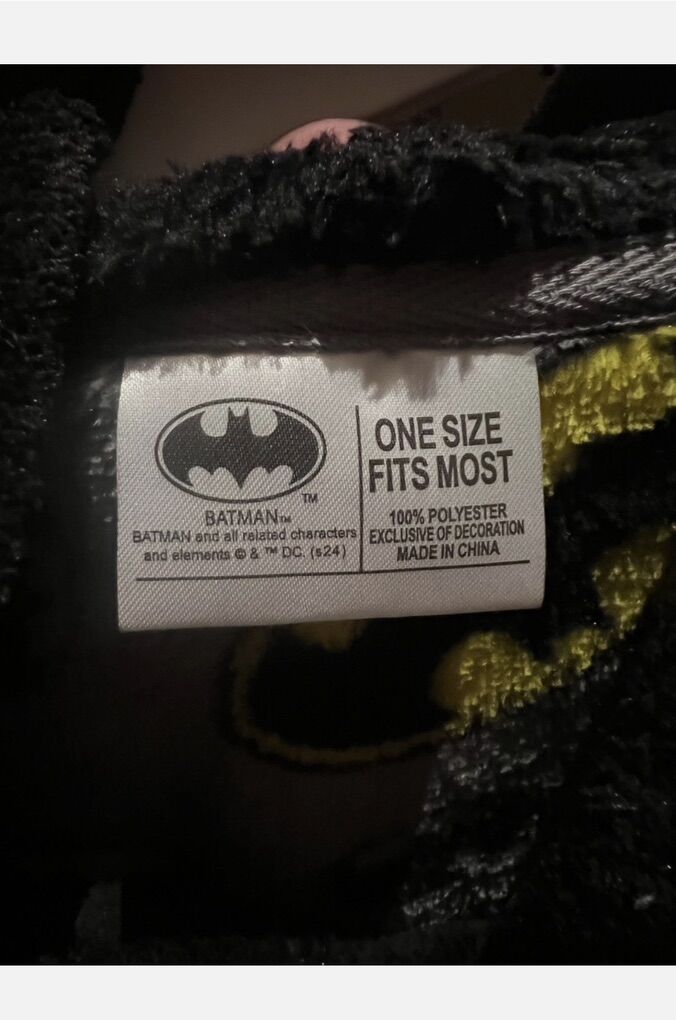 TM
BATMAN™
BATMAN and all related characters
and elements © & ™ DC. (s24)
ONE SIZE
FITS MOST
100% POLYESTER
EXCLUSIVE OF DECORATION
MADE IN CHINA